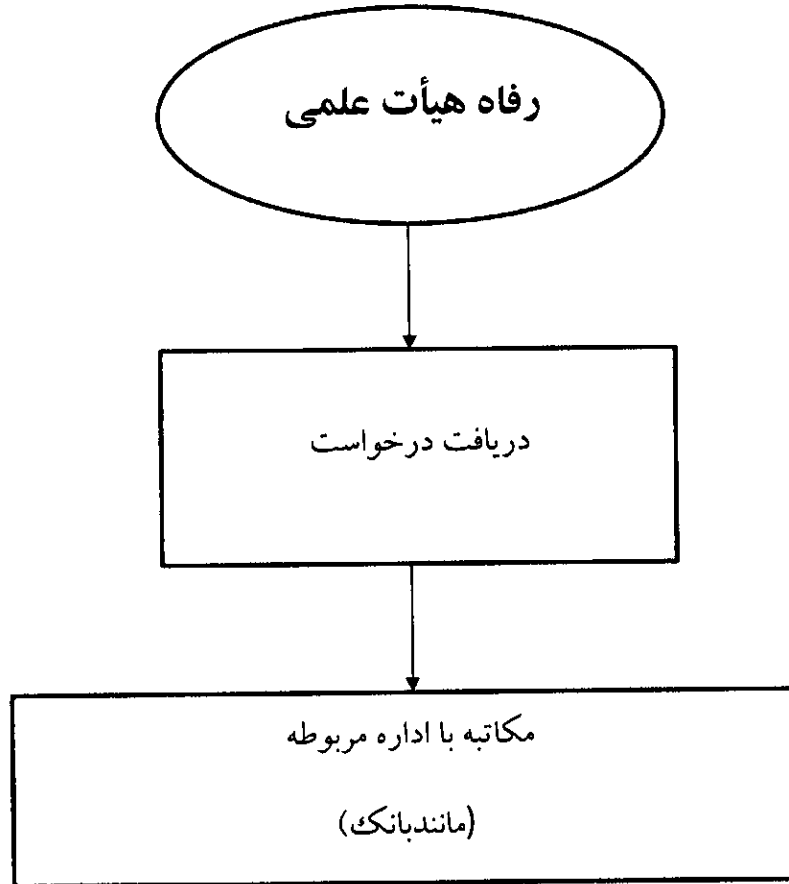 رفاه هیأت علمی
دریافت درخواست
مکاتبه با اداره مربوطه
(مانندبانک)